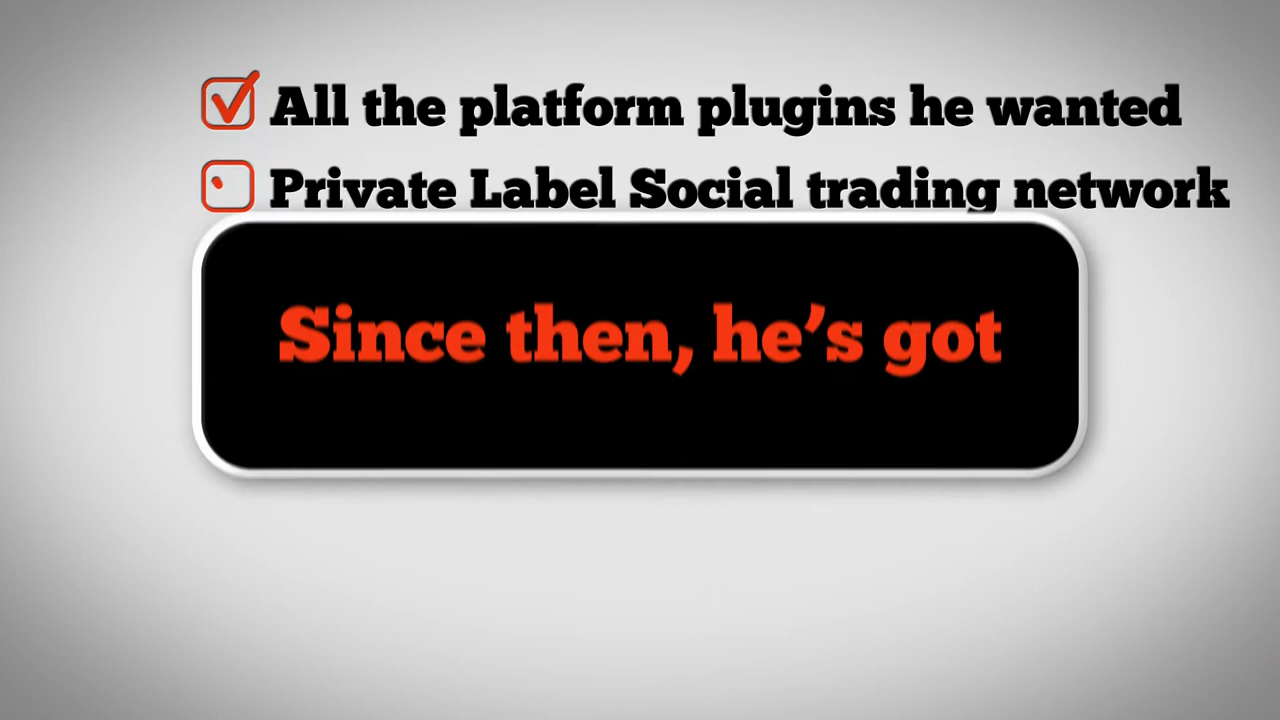 All the platform plugins he wanted
Private Label Social trading network
Since then, he’s got